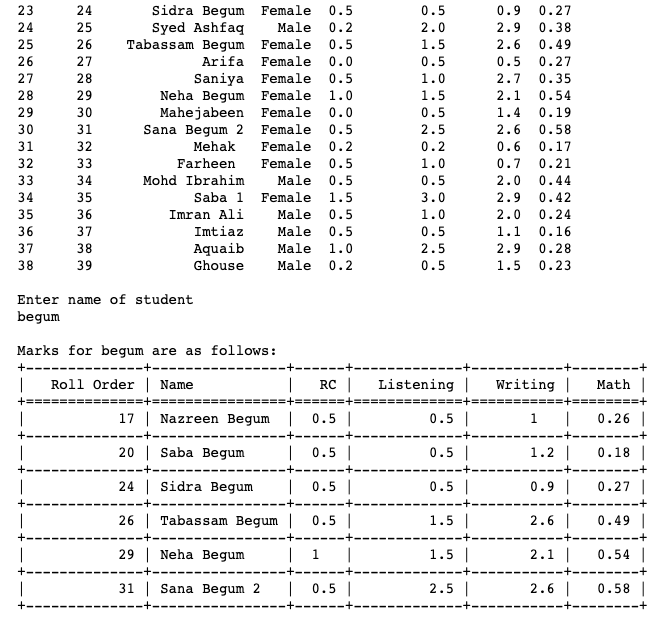 23     24        Sidra Begum  Female  0.5        0.5      0.9  0.27
24     25        Syed Ashfaq    Male  0.2        2.0      2.9  0.38
25     26     Tabassam Begum  Female  0.5        1.5      2.6  0.49
26     27              Arifa  Female  0.0        0.5      0.5  0.27
27     28             Saniya  Female  0.5        1.0      2.7  0.35
28     29         Neha Begum  Female  1.0        1.5      2.1  0.54
29     30         Mahejabeen  Female  0.0        0.5      1.4  0.19
30     31       Sana Begum 2  Female  0.5        2.5      2.6  0.58
31     32             Mehak   Female  0.2        0.2      0.6  0.17
32     33           Farheen   Female  0.5        1.0      0.7  0.21
33     34       Mohd Ibrahim    Male  0.5        0.5      2.0  0.44
34     35             Saba 1  Female  1.5        3.0      2.9  0.42
35     36          Imran Ali    Male  0.5        1.0      2.0  0.24
36     37             Imtiaz    Male  0.5        0.5      1.1  0.16
37     38             Aquaib    Male  1.0        2.5      2.9  0.28
38     39             Ghouse    Male  0.2        0.5      1.5  0.23
Enter name of student
begum
Marks for begum are as follows:
| Roll Order | Name | RC | Listening | Writing | Math |
| 17 | Nazreen Begum | 0.5 | 0.5 | 1 | 0.26 |
| 20 | Saba Begum | 0.5 | 0.5 | 1.2 | 0.18 |
| 24 | Sidra Begum | 0.5 | 0.5 | 0.9 | 0.27 |
| 26 | Tabassam Begum | 0.5 | 1.5 | 2.6 | 0.49 |
| 29 | Neha Begum | 1 | 1.5 | 2.1 | 0.54 |
| 31 | Sana Begum 2 | 0.5 | 2.5 | 2.6 | 0.58 |